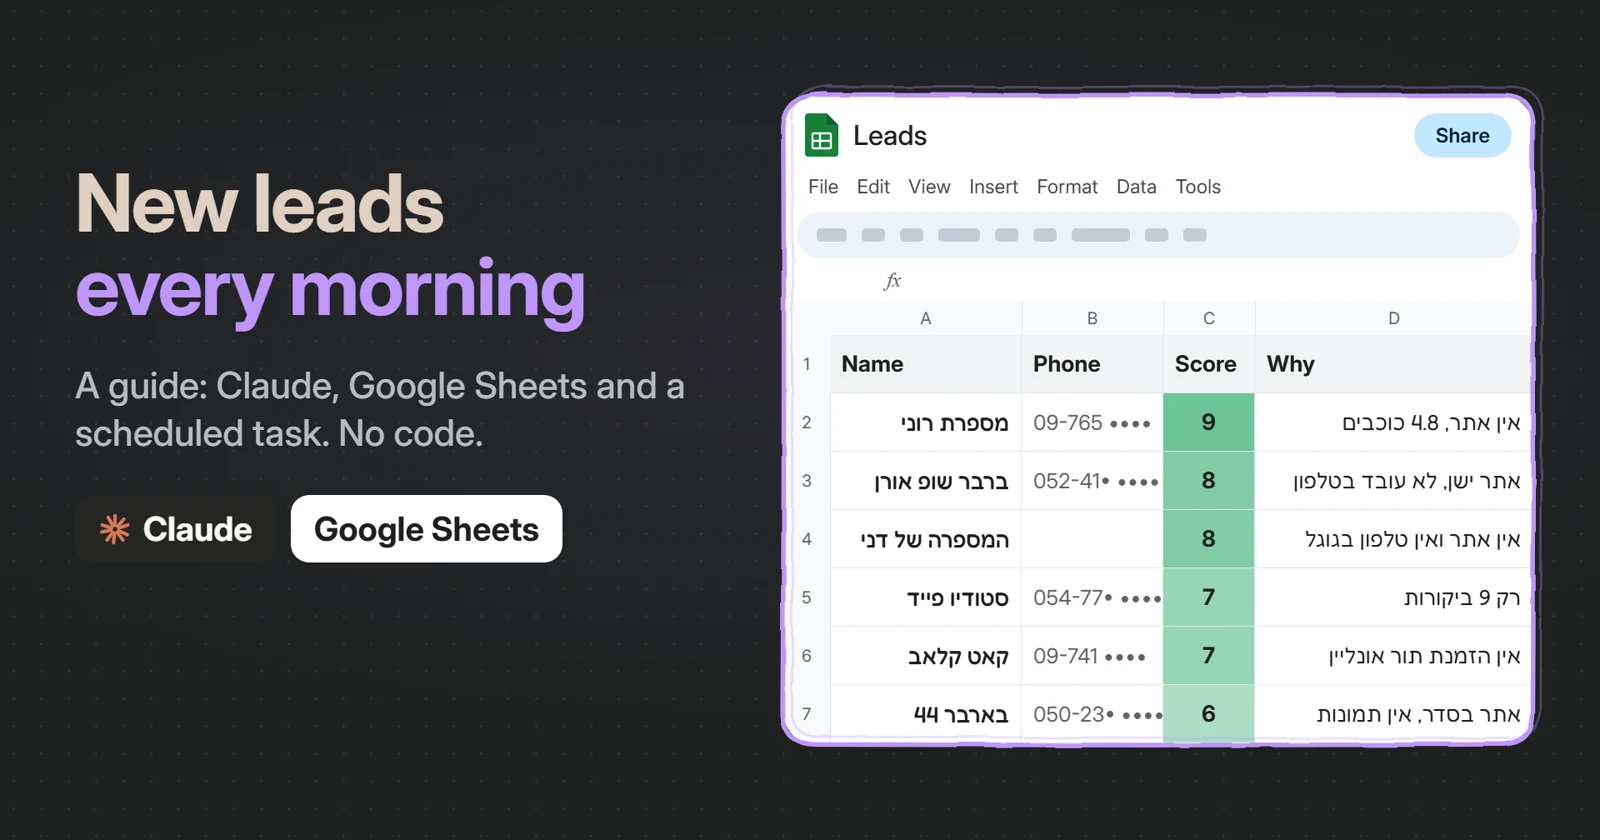 New leads
every morning
A guide: Claude, Google Sheets and a
scheduled task. No code.
Claude
Google Sheets
Leads
Share
File Edit View Insert Format Data Tools
fx
A B C D
1 Name Phone Score Why
2 מספרת רוני 09-765 •••• 9 אין אתר, 4.8 כוכבים
3 ברבר שופ אורן 052-41• •••• 8 אתר ישן, לא עובד בטלפון
4 המספרה של דני 8 אין אתר ואין טלפון בגוגל
5 סטודיו פייד 054-77• •••• 7 רק 9 ביקורות
6 קאט קלאב 09-741 •••• 7 אין הזמנת תור אונליין
7 בארבר 44 050-23• •••• 6 אתר בסדר, אין תמונות